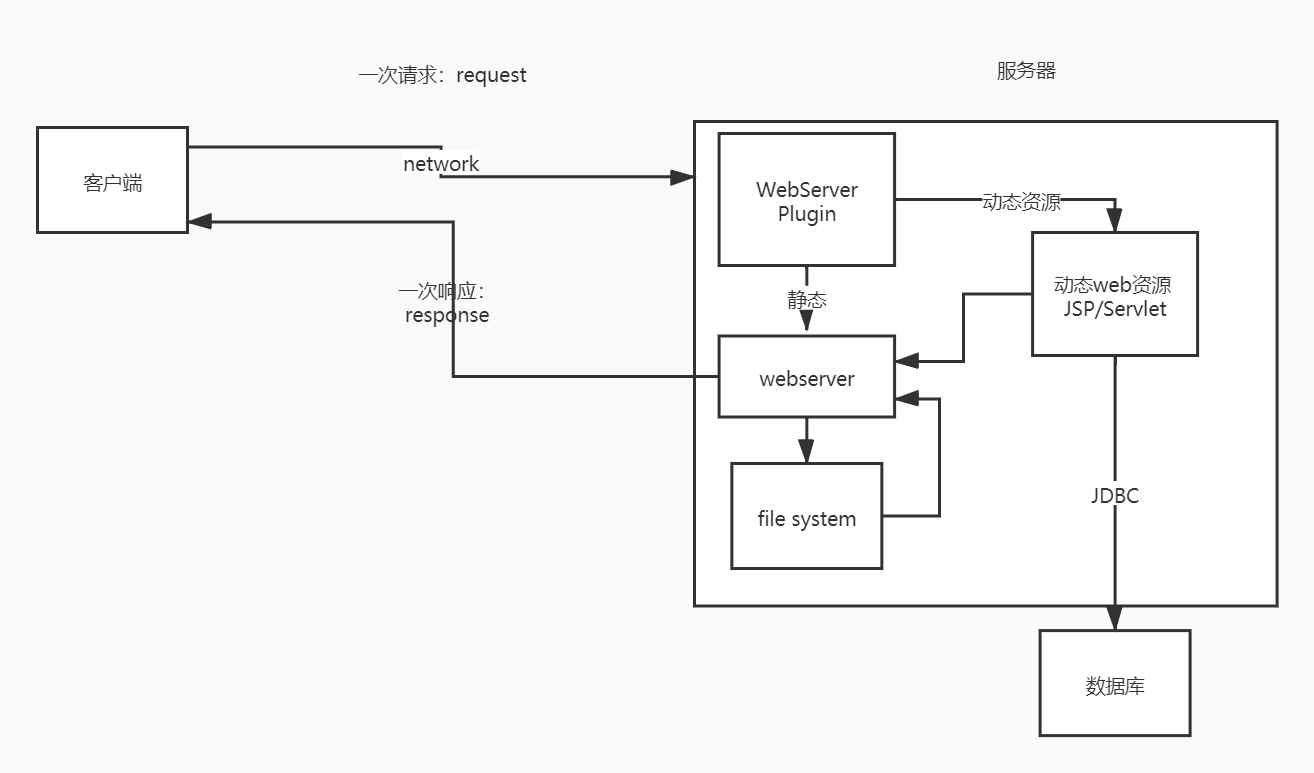 一次请求：request
服务器
客户端
network
WebServer
Plugin
动态资源
动态web资源
JSP/Servlet
一次响应：
response
静态
webserver
file system
JDBC
数据库